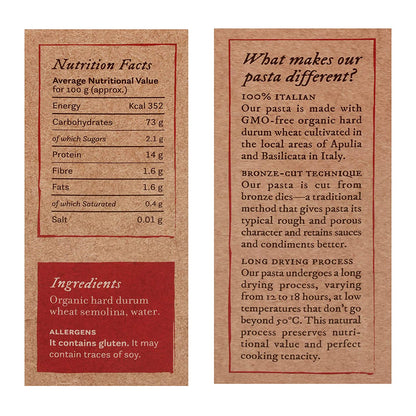 Nutrition Facts
Average Nutritional Value
for 100 g (approx.)
Energy Kcal 352
Carbohydrates 73 g
of which Sugars 2.1 g
Protein 14 g
Fibre 1.6 g
Fats 1.6 g
of which Saturated 0.4 g
Salt 0.01 g
Ingredients
Organic hard durum
wheat semolina, water.
ALLERGENS
It contains gluten. It may
contain traces of soy.
What makes our
pasta different?
100% ITALIAN
Our pasta is made with
GMO-free organic hard
durum wheat cultivated in
the local areas of Apulia
and Basilicata in Italy.
BRONZE-CUT TECHNIQUE
Our pasta is cut from
bronze dies—a traditional
method that gives pasta its
typical rough and porous
character and retains sauces
and condiments better.
LONG DRYING PROCESS
Our pasta undergoes a long
drying process, varying
from 12 to 18 hours, at low
temperatures that don't go
beyond 50°C. This natural
process preserves nutri-
tional value and perfect
cooking tenacity.